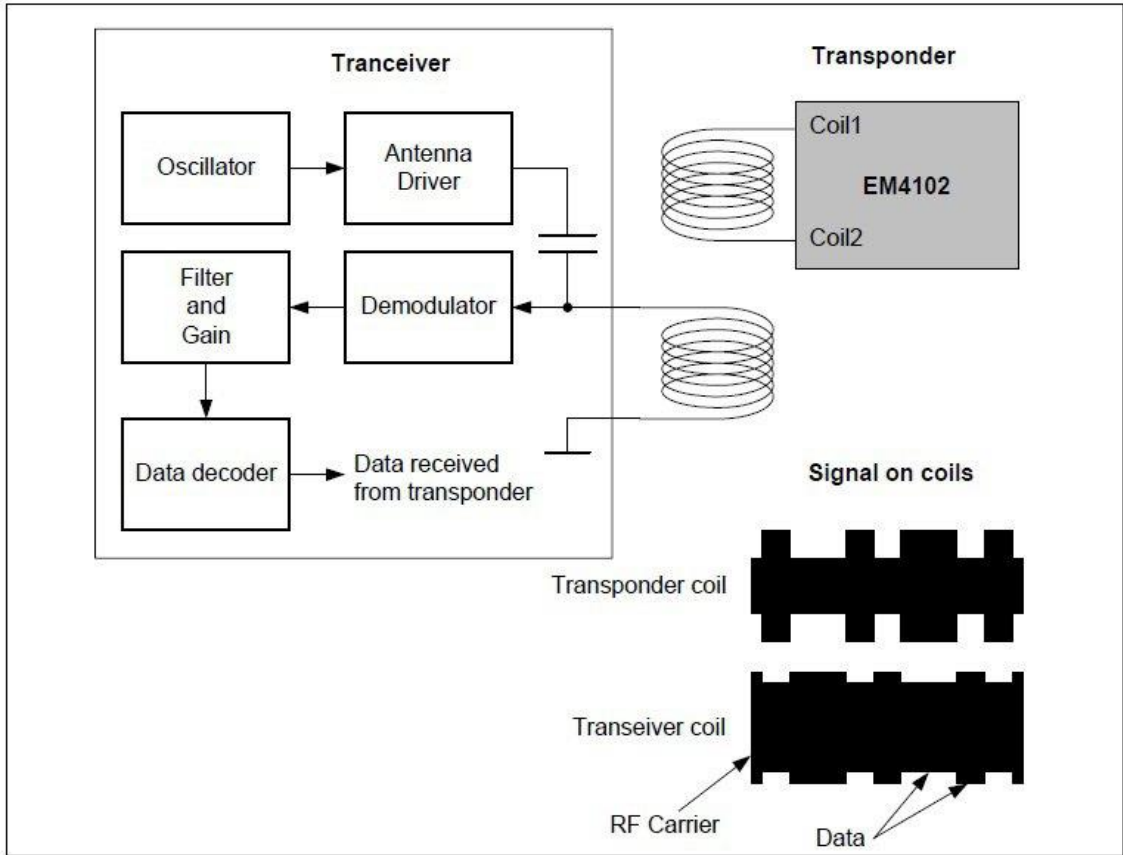 Tranceiver
Transponder
Oscillator
Antenna
Driver
Coil1
EM4102
Coil2
Filter
and
Gain
Demodulator
Data decoder
Data received
from transponder
Signal on coils
Transponder coil
Transeiver coil
RF Carrier
Data